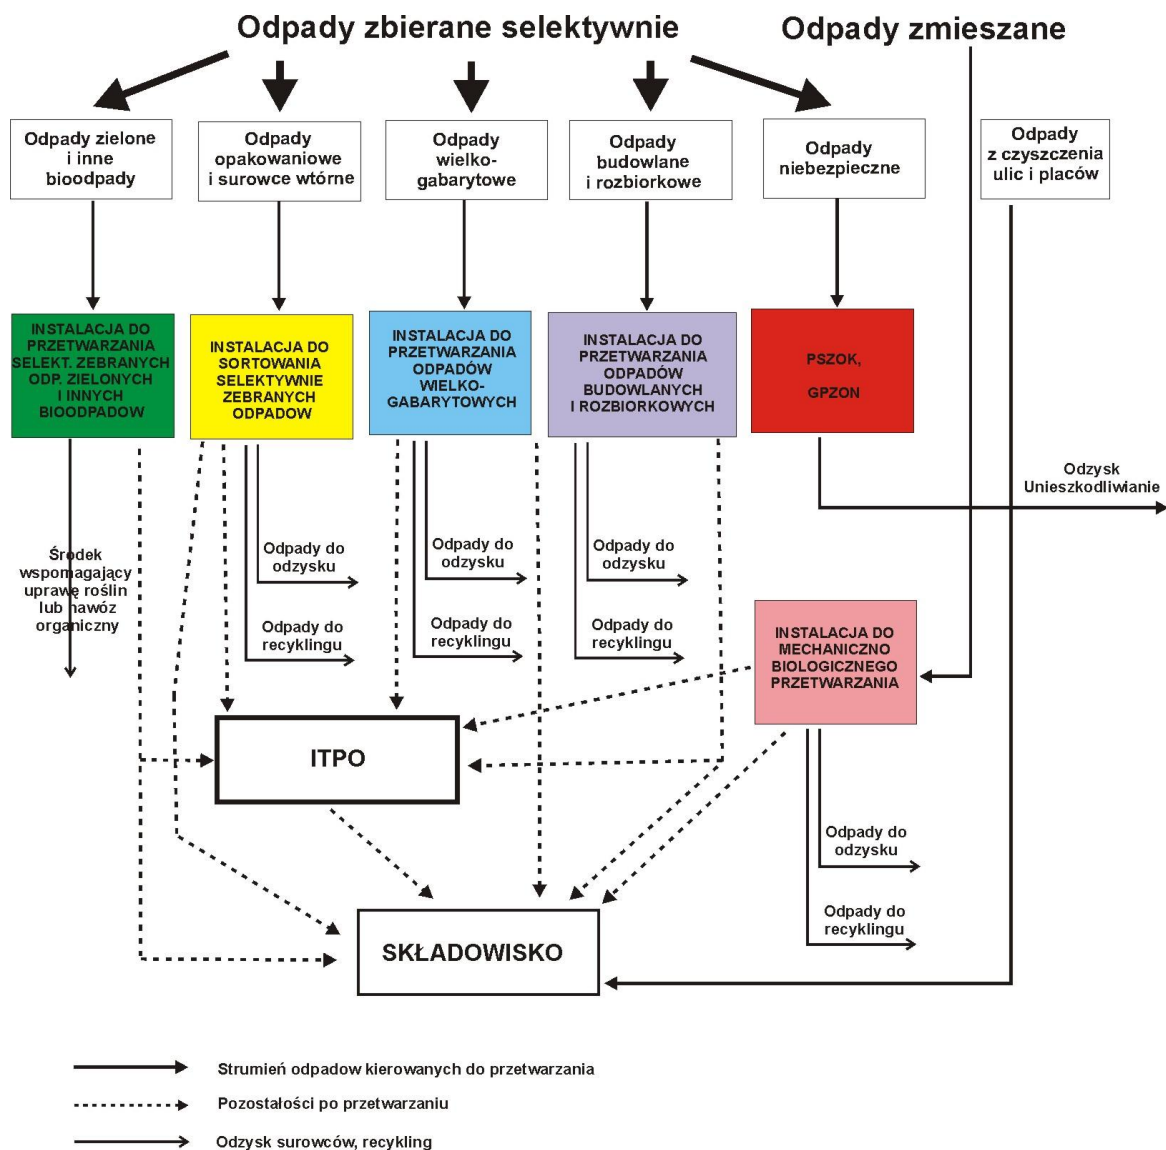 Odpady zbierane selektywnie
Odpady zmieszane
Odpady zielone
i inne
bioodpady
Odpady
opakowaniowe
i surowce wtórne
Odpady
wielko-
gabarytowe
Odpady
budowlane
i rozbiorkowe
Odpady
niebezpieczne
Odpady
z czyszczenia
ulic i placów
INSTALACJA DO
PRZETWARZANIA
SELEKT. ZEBRANYCH
ODP. ZIELONYCH
I INNYCH
BIOODPADOW
INSTALACJA DO
SORTOWANIA
SELEKTYWNIE
ZEBRANYCH
ODPADOW
INSTALACJA DO
PRZETWARZANIA
ODPADÓW
WIELKO-
GABARYTOWYCH
INSTALACJA DO
PRZETWARZANIA
ODPADÓW
BUDOWLANYCH
I ROZBIORKOWYCH
PSZOK,
GPZON
Odzysk
Unieszkodliwianie
Środek
wspomagający
uprawę roślin
lub nawóz
organiczny
Odpady do
odzysku
Odpady do
recyklingu
Odpady do
odzysku
Odpady do
recyklingu
Odpady do
odzysku
Odpady do
recyklingu
INSTALACJA DO
MECHANICZNO
BIOLOGICZNEGO
PRZETWARZANIA
ITPO
Odpady do
odzysku
Odpady do
recyklingu
SKŁADOWISKO
Strumień odpadow kierowanych do przetwarzania
Pozostałości po przetwarzaniu
Odzysk surowców, recykling